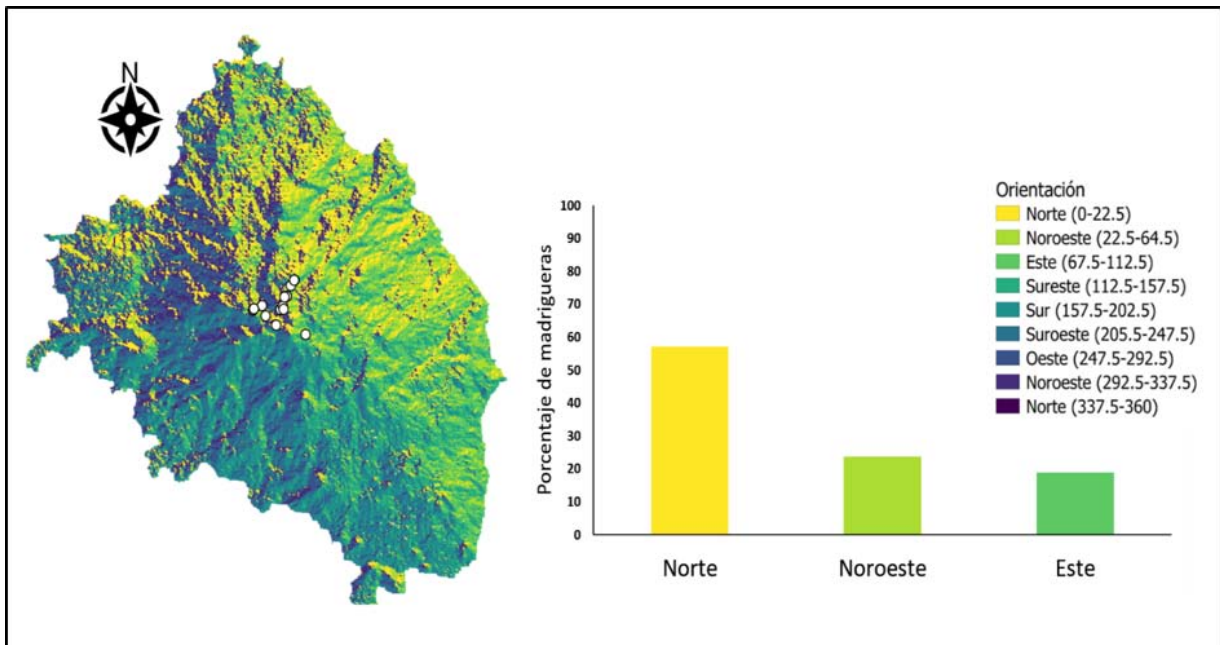 N
Porcentaje de madrigueras
100
90
80
70
60
50
40
30
20
10
0
Norte
Noroeste
Este
Orientación
Norte (0-22.5)
Noroeste (22.5-64.5)
Este (67.5-112.5)
Sureste (112.5-157.5)
Sur (157.5-202.5)
Suroeste (205.5-247.5)
Oeste (247.5-292.5)
Noroeste (292.5-337.5)
Norte (337.5-360)